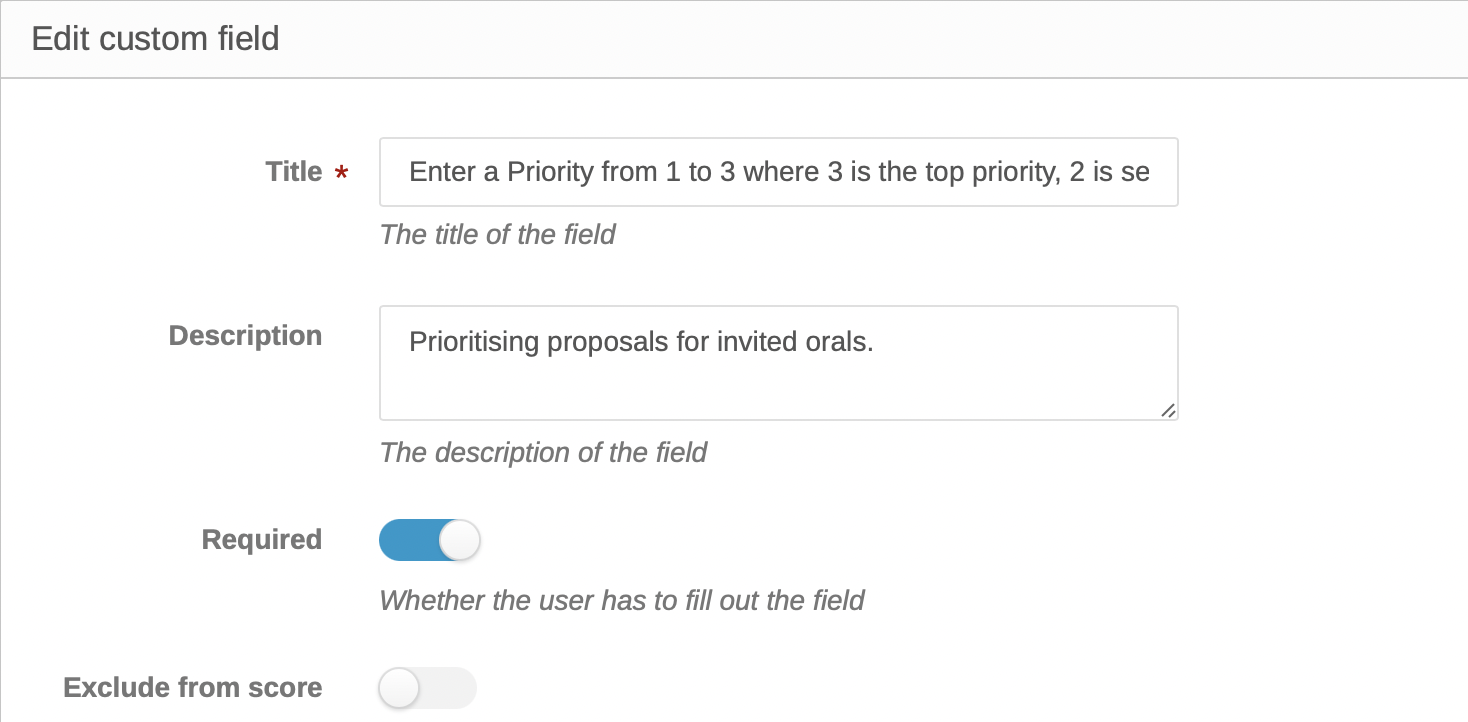 Edit custom field
Title *
Enter a Priority from 1 to 3 where 3 is the top priority, 2 is se
The title of the field
Description
Prioritising proposals for invited orals.
The description of the field
Required
Whether the user has to fill out the field
Exclude from score